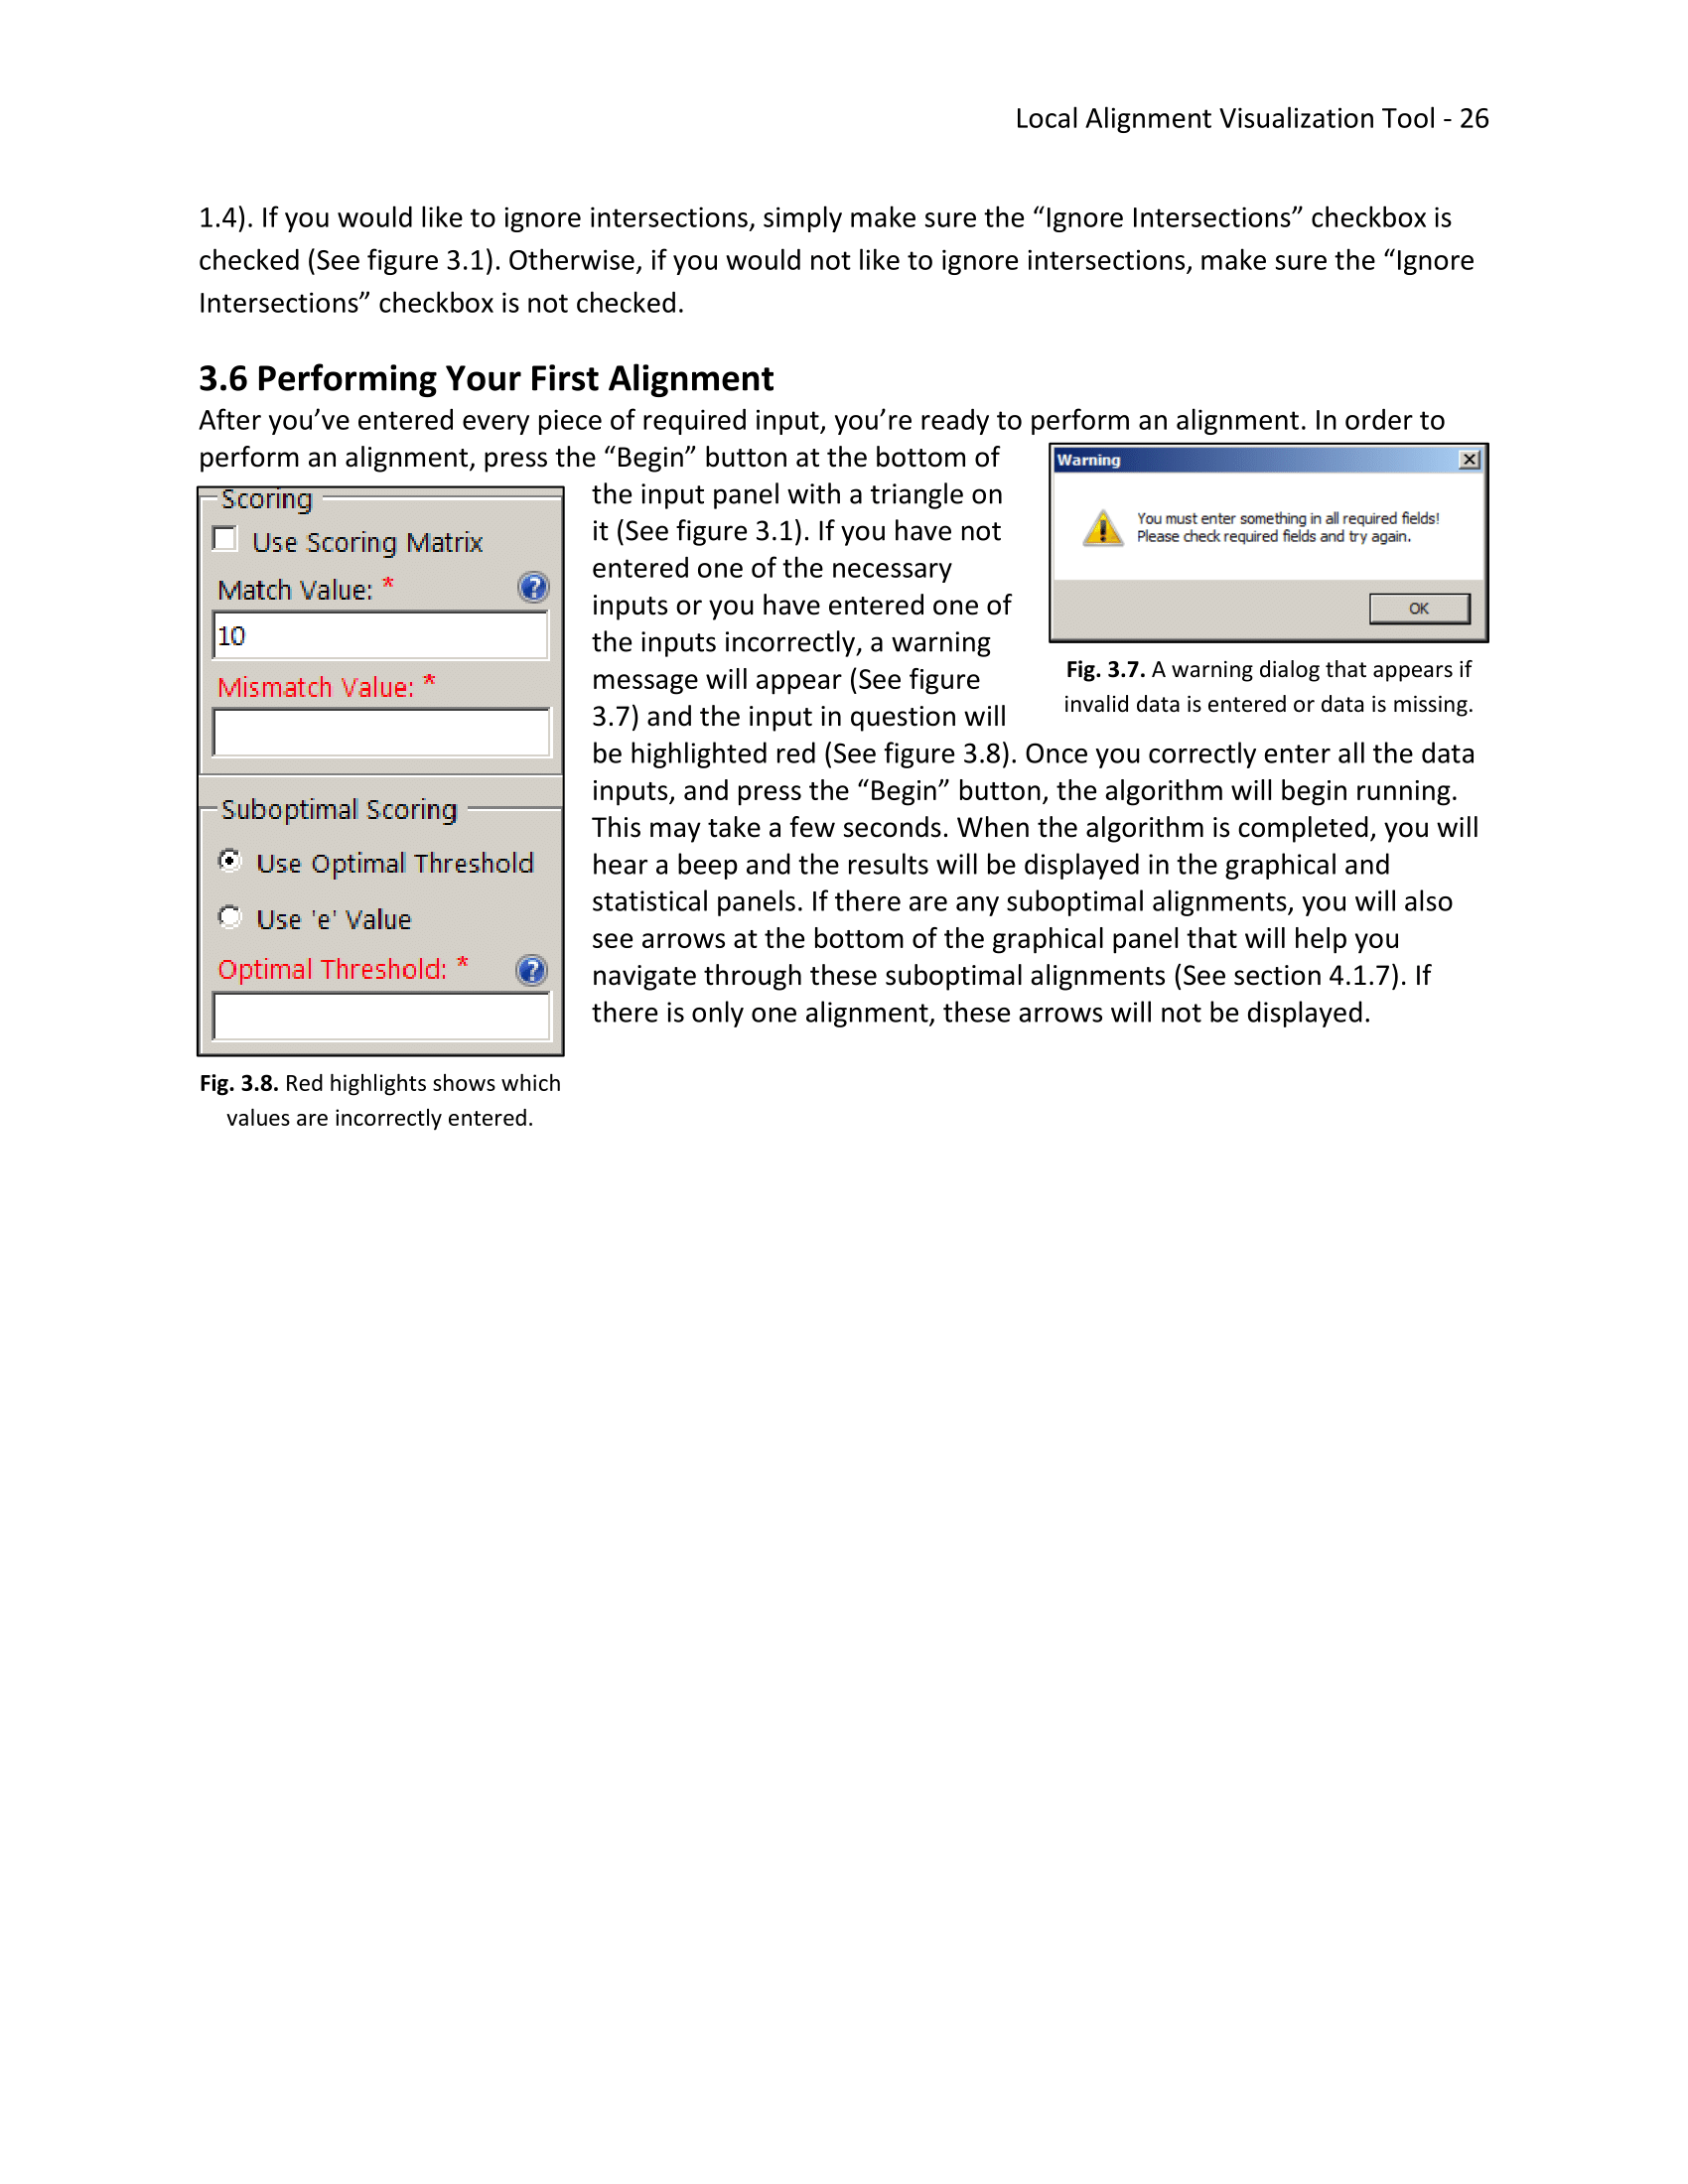 Local Alignment Visualization Tool - 26
1.4). If you would like to ignore intersections, simply make sure the “Ignore Intersections” checkbox is
checked (See figure 3.1). Otherwise, if you would not like to ignore intersections, make sure the “Ignore
Intersections” checkbox is not checked.
3.6 Performing Your First Alignment
After you’ve entered every piece of required input, you’re ready to perform an alignment. In order to
perform an alignment, press the “Begin” button at the bottom of
the input panel with a triangle on
it (See figure 3.1). If you have not
entered one of the necessary
inputs or you have entered one of
the inputs incorrectly, a warning
message will appear (See figure
3.7) and the input in question will
be highlighted red (See figure 3.8). Once you correctly enter all the data
inputs, and press the “Begin” button, the algorithm will begin running.
This may take a few seconds. When the algorithm is completed, you will
hear a beep and the results will be displayed in the graphical and
statistical panels. If there are any suboptimal alignments, you will also
see arrows at the bottom of the graphical panel that will help you
navigate through these suboptimal alignments (See section 4.1.7). If
there is only one alignment, these arrows will not be displayed.
Warning
You must enter something in all required fields!
Please check required fields and try again.
OK
Fig. 3.7. A warning dialog that appears if
invalid data is entered or data is missing.
Scoring
Use Scoring Matrix
Match Value: *
10
Mismatch Value: *
Suboptimal Scoring
Use Optimal Threshold
Use 'e' Value
Optimal Threshold: *
Fig. 3.8. Red highlights shows which
values are incorrectly entered.